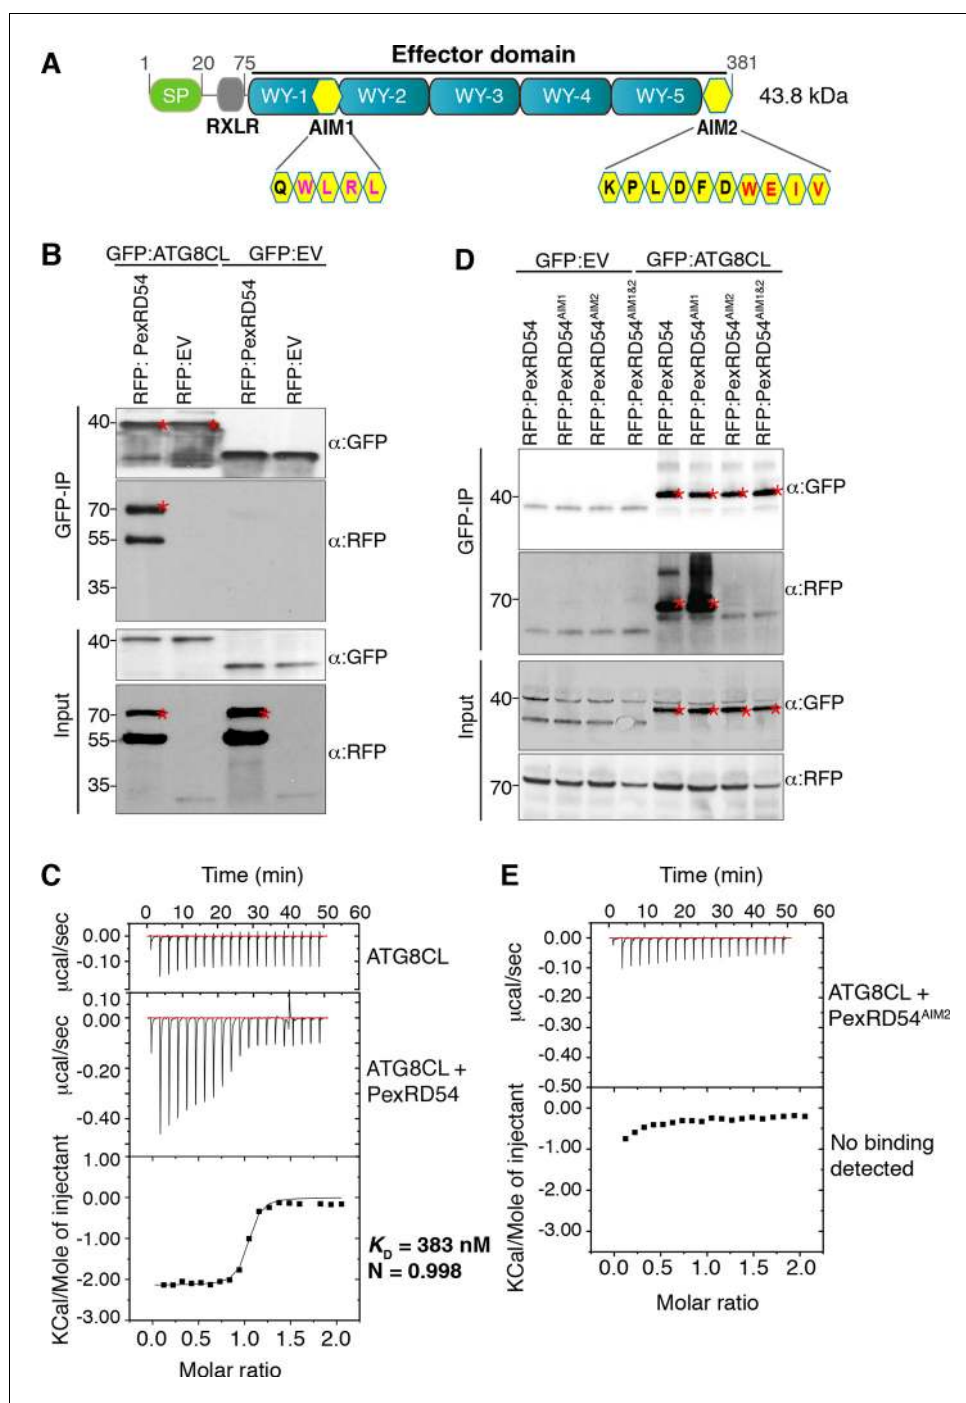 A
Effector domain
1 20 75 381
SP WY-1 WY-2 WY-3 WY-4 WY-5 43.8 kDa
RXLR AIM1 AIM2
Q W L R L K P L D F D W E I V
B
GFP:ATG8CL GFP:EV
RFP: PexRD54
RFP:EV
RFP:PexRD54
RFP:EV
GFP-IP
40
α:GFP
70
55
35
α:RFP
Input
40
α:GFP
70
55
35
α:RFP
D
GFP:EV GFP:ATG8CL
RFP:PexRD54
RFP:PexRD54AIM1
RFP:PexRD54AIM2
RFP:PexRD54AIM1&2
RFP:PexRD54
RFP:PexRD54AIM1
RFP:PexRD54AIM2
RFP:PexRD54AIM1&2
GFP-IP
40
α:GFP
70
α:RFP
Input
40
α:GFP
70
α:RFP
C
Time (min)
0 10 20 30 40 50 60
µcal/sec
0.00
-0.10
ATG8CL
µcal/sec
0.10
0.00
-0.20
-0.40
ATG8CL +
PexRD54
KCal/Mole of injectant
1.00
0.00
-1.00
-2.00
-3.00
KD = 383 nM
N = 0.998
0.0 0.5 1.0 1.5 2.0
Molar ratio
E
Time (min)
0 10 20 30 40 50 60
µcal/sec
0.00
-0.10
-0.20
-0.30
-0.40
-0.50
ATG8CL +
PexRD54AIM2
KCal/Mole of injectant
0.00
-1.00
-2.00
-3.00
No binding
detected
0.0 0.5 1.0 1.5 2.0
Molar ratio